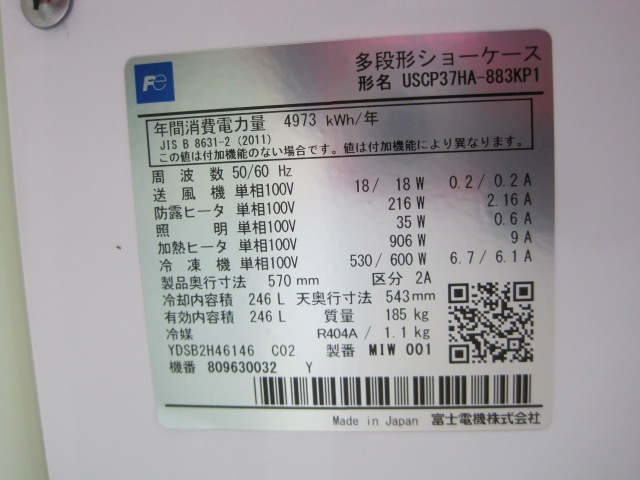 Fe
多段形ショーケース
形名 USCP37HA-883KP1
年間消費電力量 4973 kWh/年
JIS B 8631-2 (2011)
この値は付加機能のない場合です。値は付加機能により異なります。
周波数 50/60 Hz
送風機 単相100V 18/ 18 W 0.2/ 0.2 A
防露ヒータ 単相100V 216 W 2.16 A
照明 単相100V 35 W 0.6 A
加熱ヒータ 単相100V 906 W 9 A
冷凍機 単相100V 530/ 600 W 6.7/ 6.1 A
製品奥行寸法 570 mm 区分 2A
冷却内容積 246 L 天奥行寸法 543 mm
有効内容積 246 L 質量 185 kg
冷媒 R404A / 1.1 kg
YDSB2H46146 C02 製番 MIW 001
機番 809630032 Y
Made in Japan 富士電機株式会社